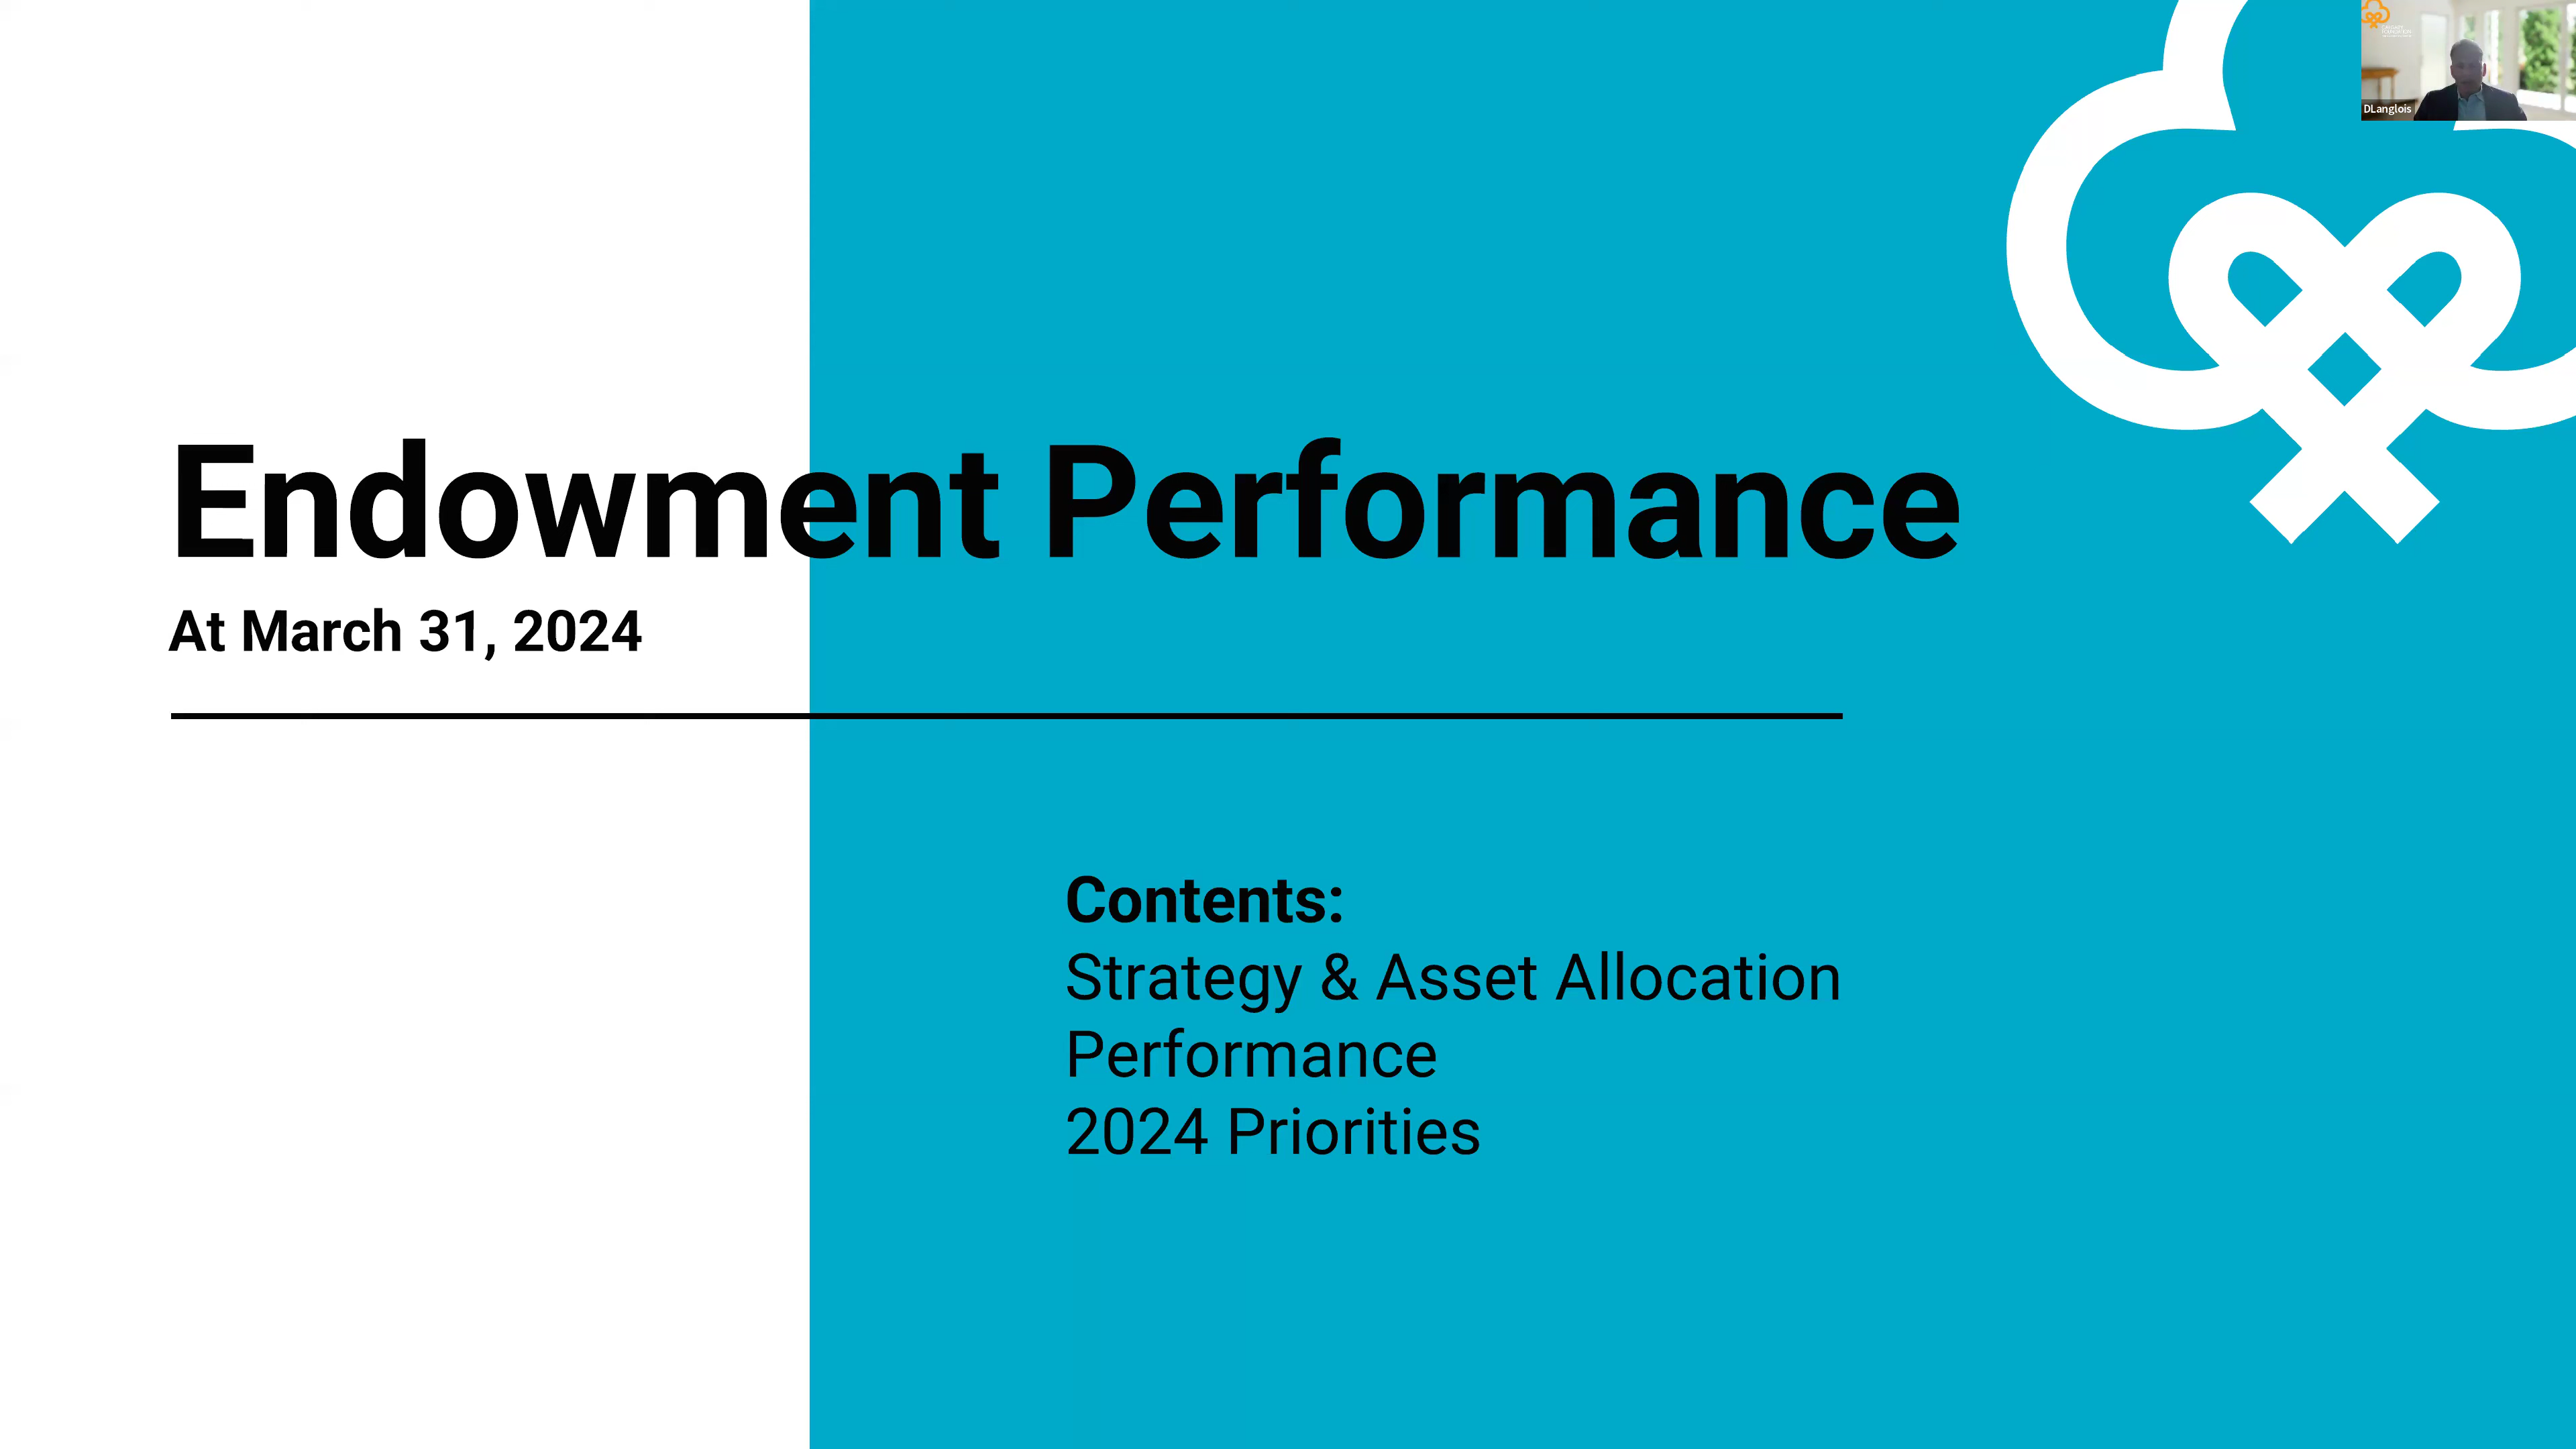 Endowment Performance
At March 31, 2024
Contents:
Strategy & Asset Allocation
Performance
2024 Priorities
DLanglois